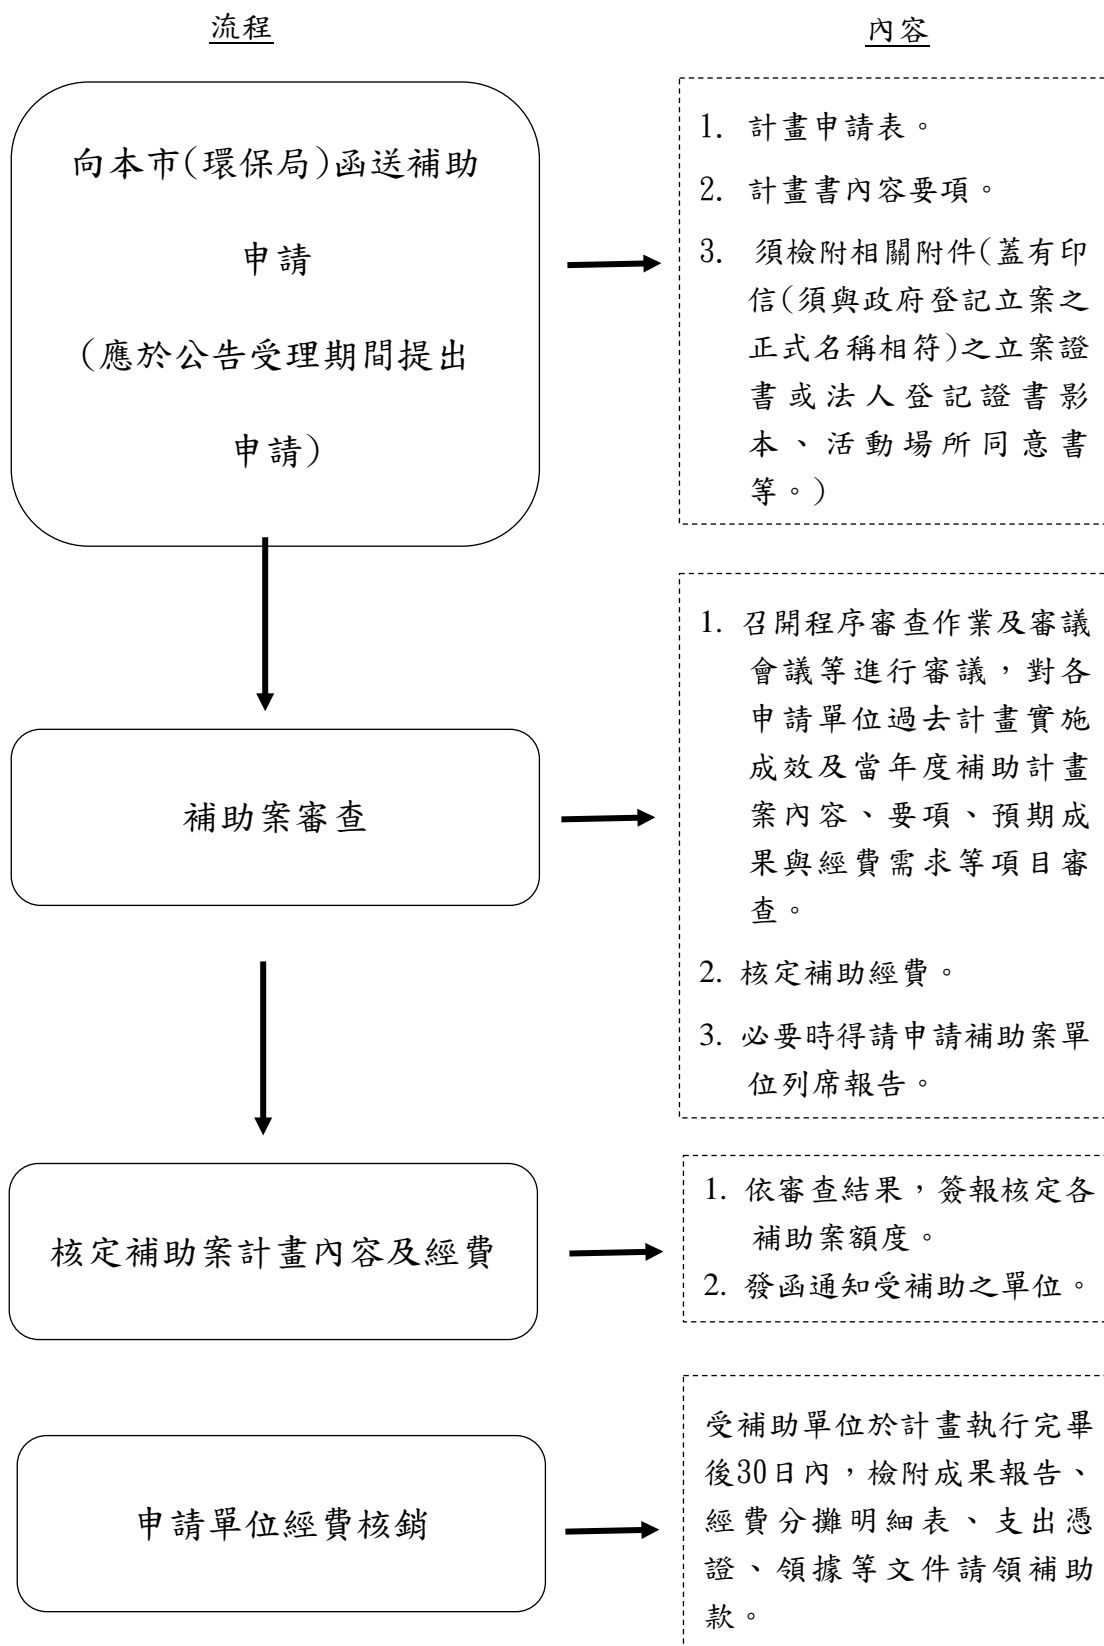 流程
內容
向本市(環保局)函送補助
申請
(應於公告受理期間提出
申請)
1. 計畫申請表。
2. 計畫書內容要項。
3. 須檢附相關附件(蓋有印
信(須與政府登記立案之
正式名稱相符)之立案證
書或法人登記證書影
本、活動場所同意書
等。)
補助案審查
1. 召開程序審查作業及審議
會議等進行審議，對各
申請單位過去計畫實施
成效及當年度補助計畫
案內容、要項、預期成
果與經費需求等項目審
查。
2. 核定補助經費。
3. 必要時得請申請補助案單
位列席報告。
核定補助案計畫內容及經費
1. 依審查結果，簽報核定各
補助案額度。
2. 發函通知受補助之單位。
申請單位經費核銷
受補助單位於計畫執行完畢
後30日內，檢附成果報告、
經費分攤明細表、支出憑
證、領據等文件請領補助
款。